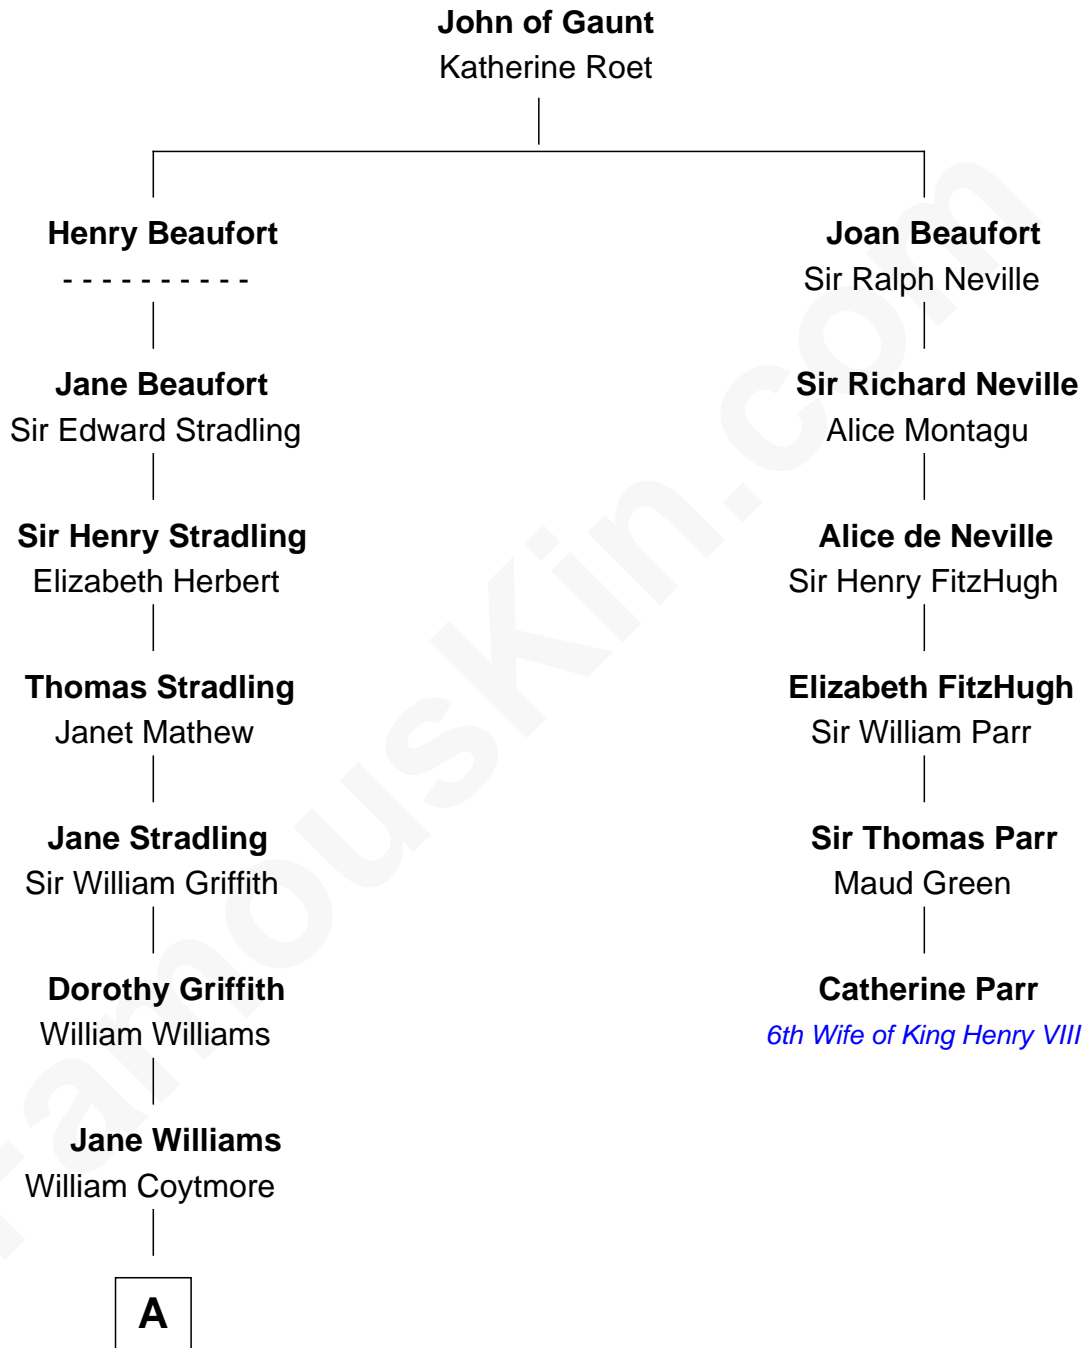 John of Gaunt
Katherine Roet
Henry Beaufort
- - - - - - - - - -
Jane Beaufort
Sir Edward Stradling
Sir Henry Stradling
Elizabeth Herbert
Thomas Stradling
Janet Mathew
Jane Stradling
Sir William Griffith
Dorothy Griffith
William Williams
Jane Williams
William Coytmore
A
Joan Beaufort
Sir Ralph Neville
Sir Richard Neville
Alice Montagu
Alice de Neville
Sir Henry FitzHugh
Elizabeth FitzHugh
Sir William Parr
Sir Thomas Parr
Maud Green
Catherine Parr
6th Wife of King Henry VIII
FamousKin.com